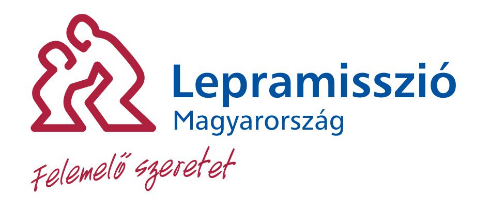 Lepramisszió
Magyarország
Felemelő szeretet